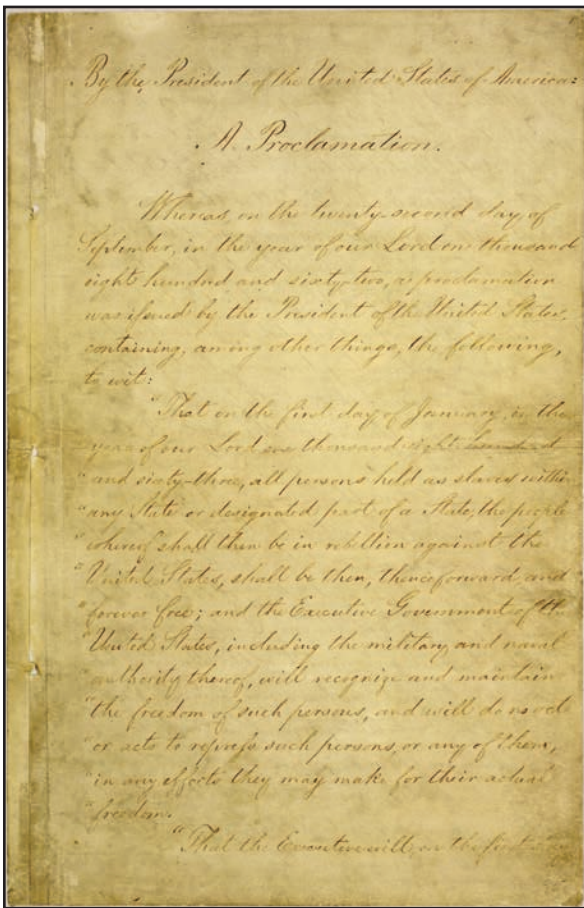 By the President of the United States of America:
A Proclamation.
Whereas, on the twenty-second day of
September, in the year of our Lord one thousand
eight hundred and sixty-two, a proclamation
was issued by the President of the United States,
containing, among other things, the following,
to wit:
"That on the first day of January, in the
year of our Lord one thousand eight hundred
"and sixty-three, all persons held as slaves within
"any State or designated part of a State, the people
"whereof shall then be in rebellion against the
"United States, shall be then, thenceforward, and
"forever free; and the Executive Government of the
"United States, including the military and naval
"authority thereof, will recognize and maintain
"the freedom of such persons, and will do no act
"or acts to repress such persons, or any of them,
"in any efforts they may make for their actual
"freedom.
"That the Executive will, on the first